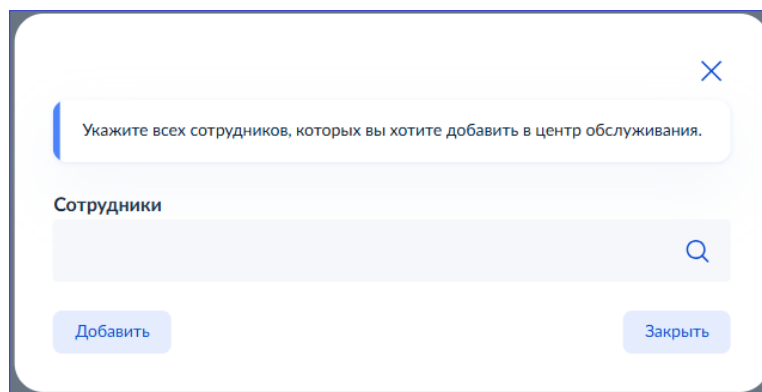 Укажите всех сотрудников, которых вы хотите добавить в центр обслуживания.
Сотрудники
Добавить
Закрыть